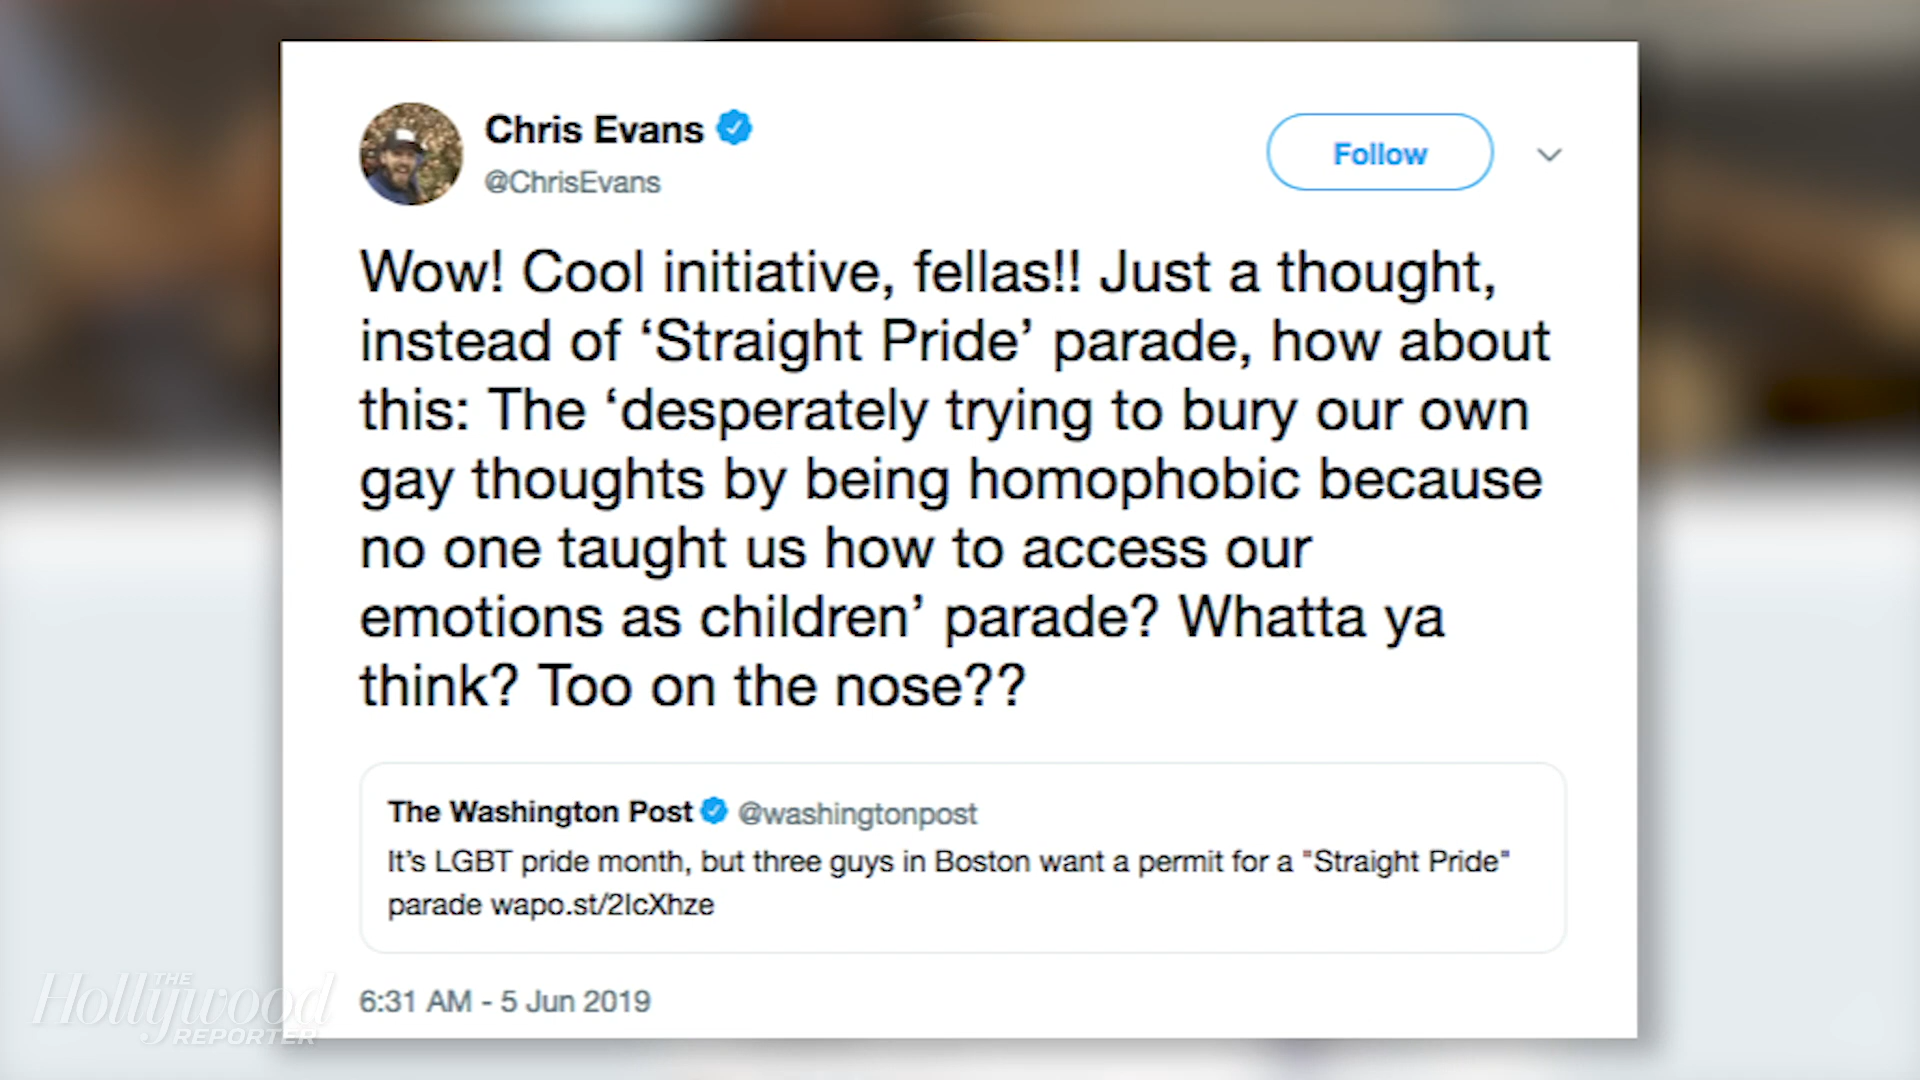 Chris Evans
@ChrisEvans
Follow
Wow! Cool initiative, fellas!! Just a thought,
instead of ‘Straight Pride’ parade, how about
this: The ‘desperately trying to bury our own
gay thoughts by being homophobic because
no one taught us how to access our
emotions as children’ parade? Whatta ya
think? Too on the nose??
The Washington Post @washingtonpost
It’s LGBT pride month, but three guys in Boston want a permit for a "Straight Pride"
parade wapo.st/2IcXhze
6:31 AM - 5 Jun 2019
THE
Hollywood
REPORTER